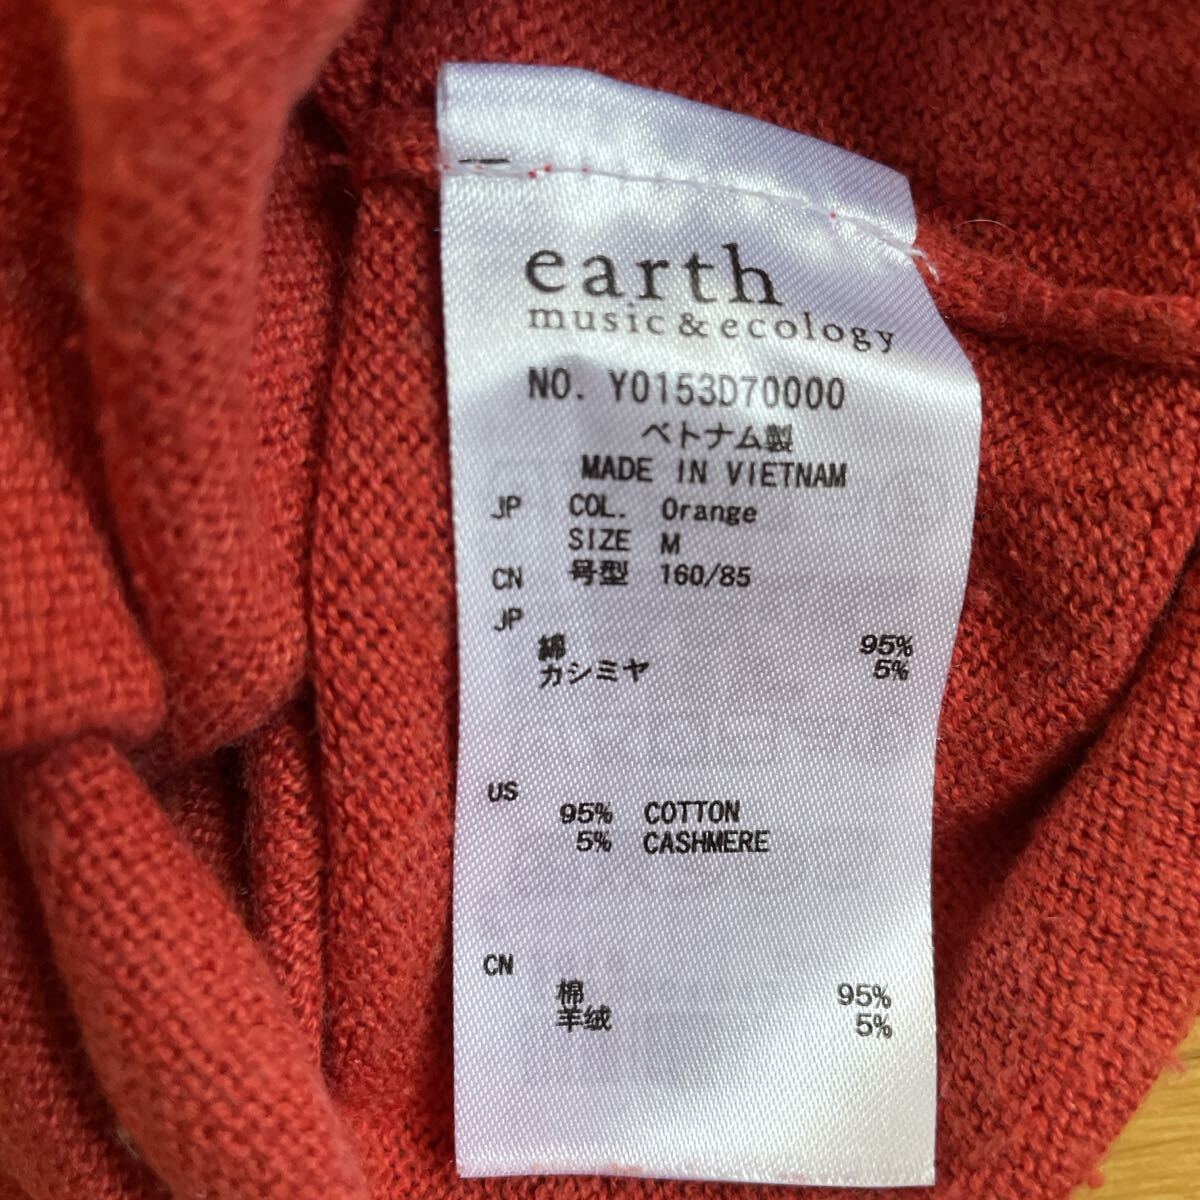 earth
music & ecology
NO. Y0153D70000
ベトナム製
MADE IN VIETNAM
JP COL. Orange
SIZE M
CN 号型 160/85
JP
綿 95%
カシミヤ 5%
US
95% COTTON
5% CASHMERE
CN
棉 95%
羊绒 5%